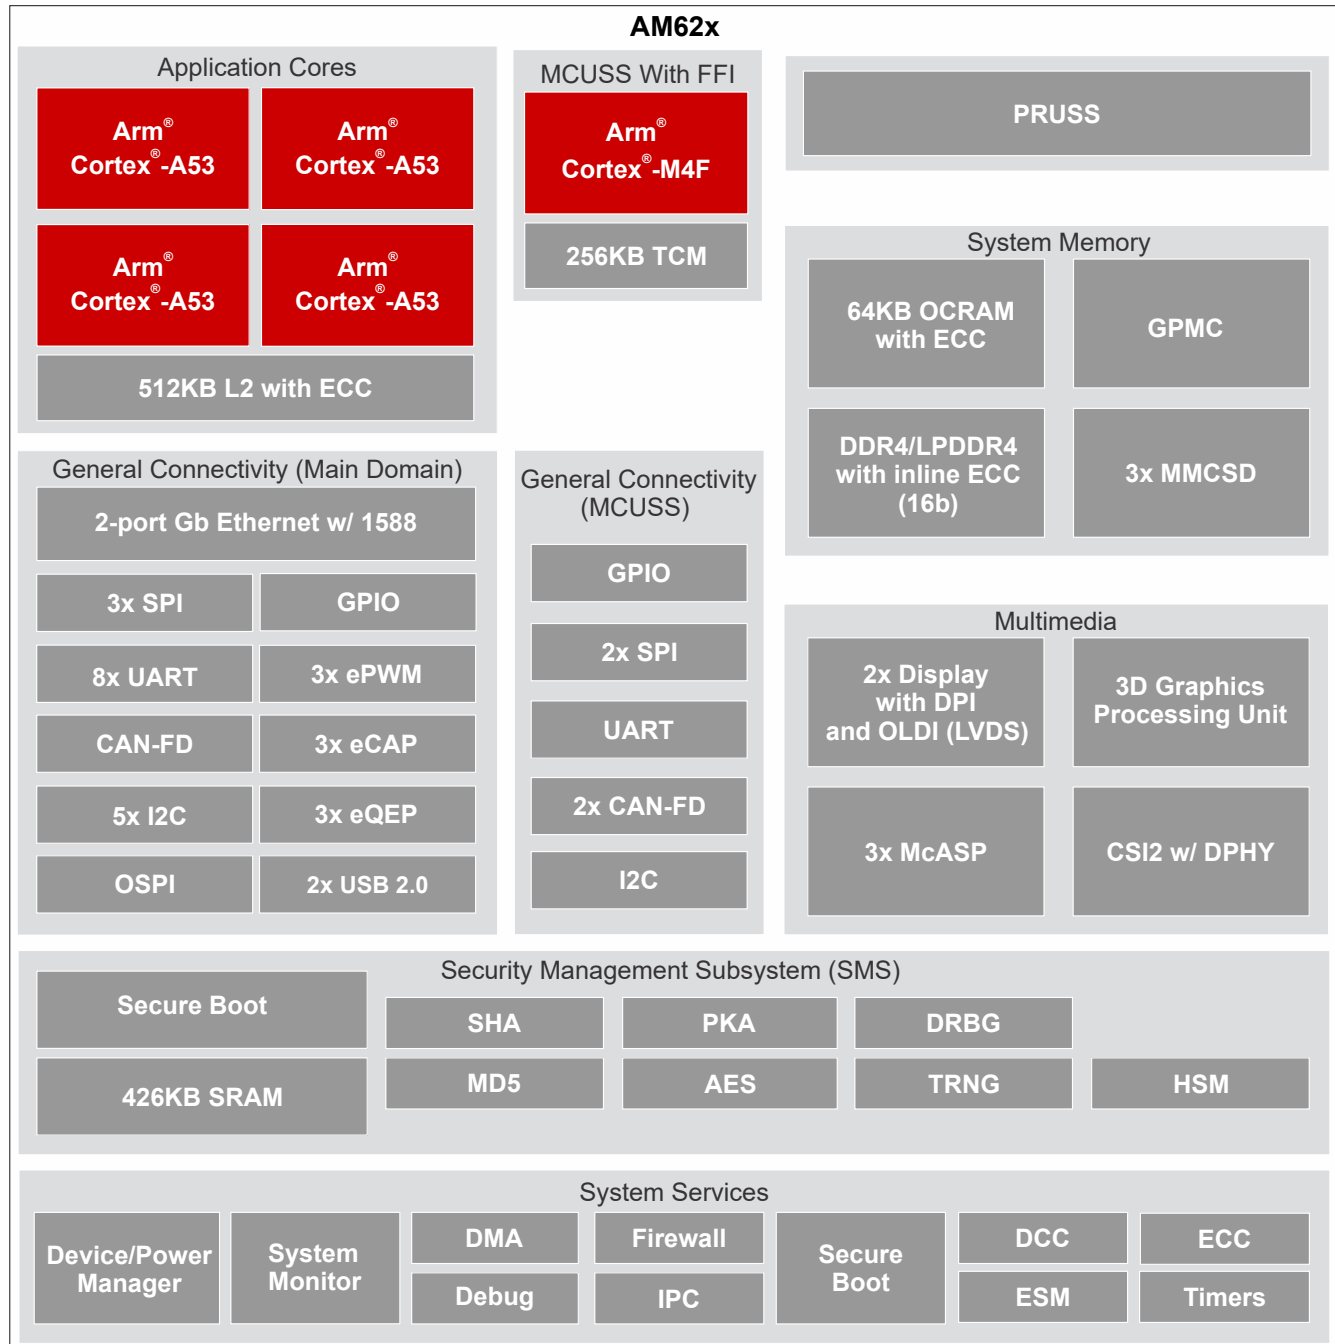 AM62x
Application Cores
Arm®
Cortex®-A53
Arm®
Cortex®-A53
Arm®
Cortex®-A53
Arm®
Cortex®-A53
512KB L2 with ECC
MCUSS With FFI
Arm®
Cortex®-M4F
256KB TCM
PRUSS
System Memory
64KB OCRAM
with ECC
GPMC
DDR4/LPDDR4
with inline ECC
(16b)
3x MMCSD
General Connectivity (Main Domain)
2-port Gb Ethernet w/ 1588
3x SPI
GPIO
8x UART
3x ePWM
CAN-FD
3x eCAP
5x I2C
3x eQEP
OSPI
2x USB 2.0
General Connectivity
(MCUSS)
GPIO
2x SPI
UART
2x CAN-FD
I2C
Multimedia
2x Display
with DPI
and OLDI (LVDS)
3D Graphics
Processing Unit
3x McASP
CSI2 w/ DPHY
Security Management Subsystem (SMS)
Secure Boot
SHA
PKA
DRBG
426KB SRAM
MD5
AES
TRNG
HSM
System Services
Device/Power
Manager
System
Monitor
DMA
Debug
Firewall
IPC
Secure
Boot
DCC
ESM
ECC
Timers